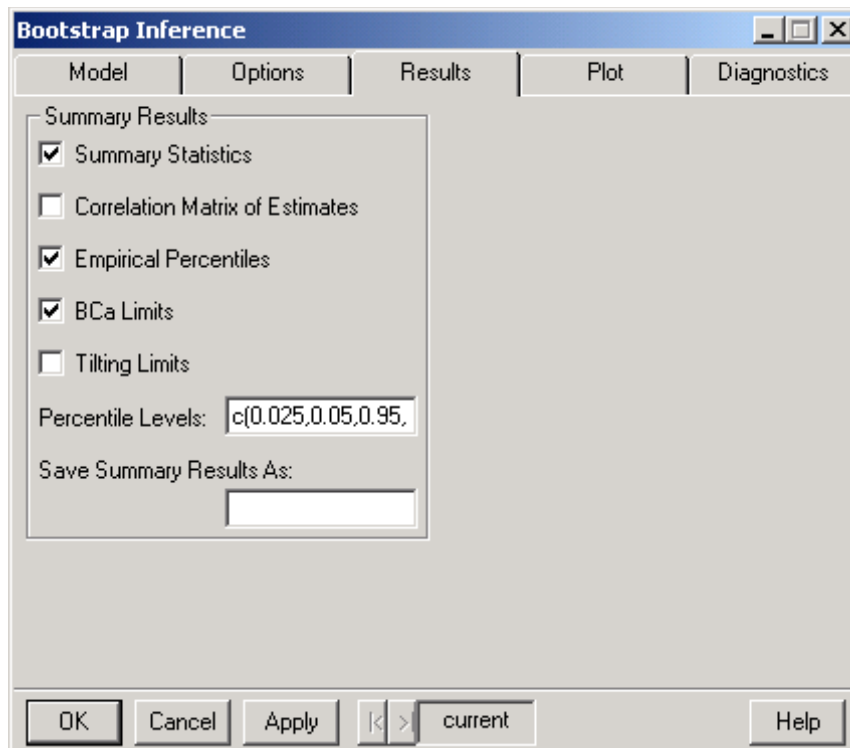 Bootstrap Inference
Model Options Results Plot Diagnostics
Summary Results
Summary Statistics
Correlation Matrix of Estimates
Empirical Percentiles
BCa Limits
Tilting Limits
Percentile Levels: c(0.025,0.05,0.95,
Save Summary Results As:
OK Cancel Apply |< >| current Help